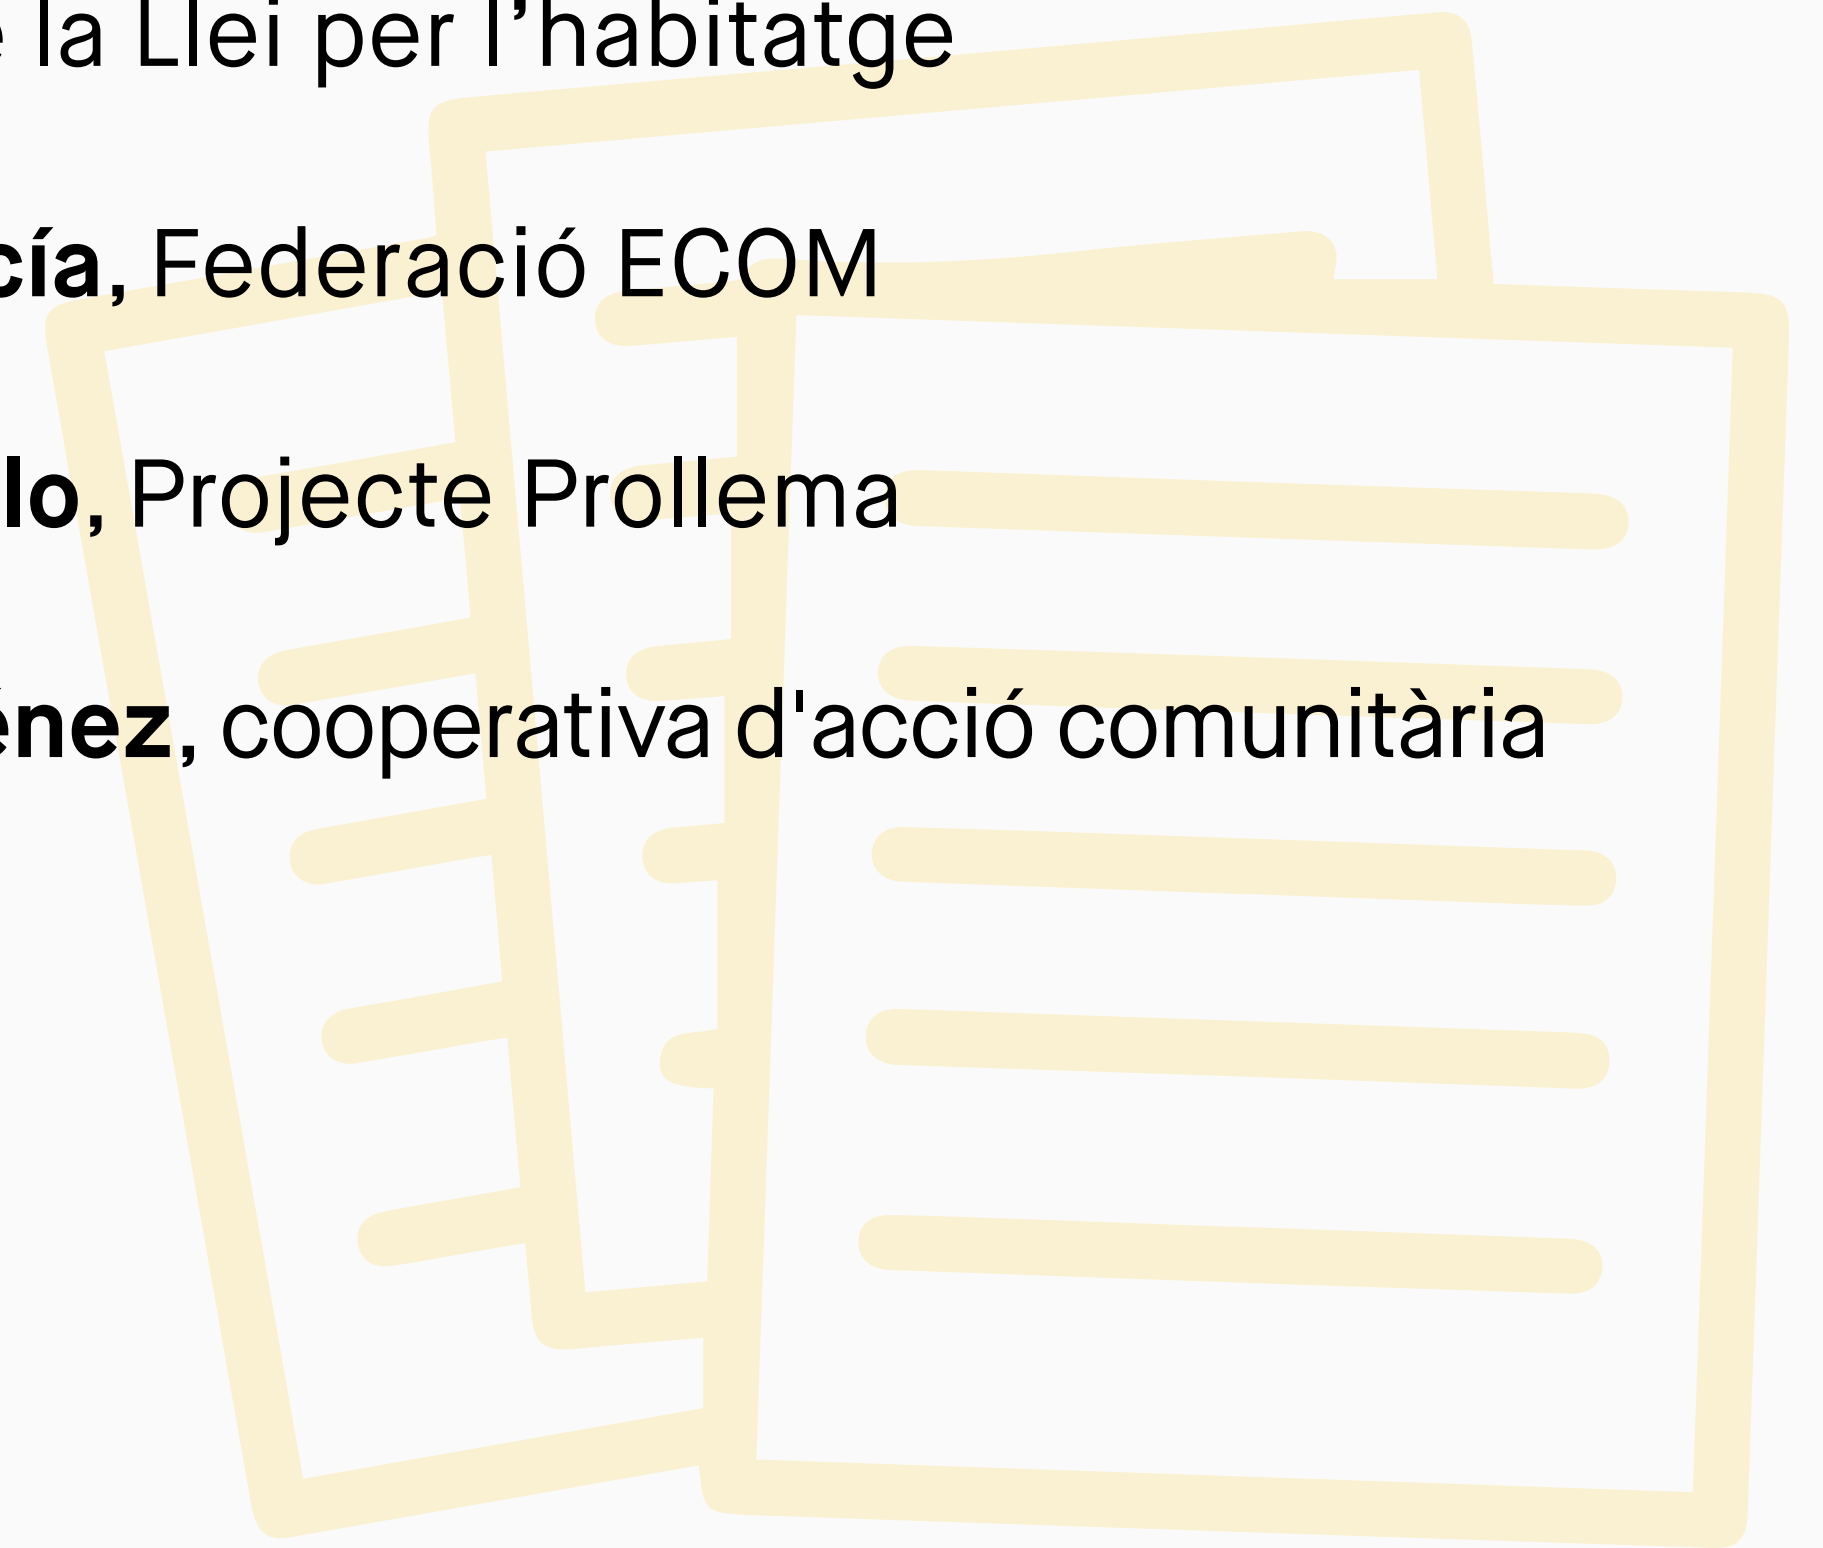 la Llei per l’habitatge
cía, Federació ECOM
lo, Projecte Prollema
énez, cooperativa d'acció comunitària